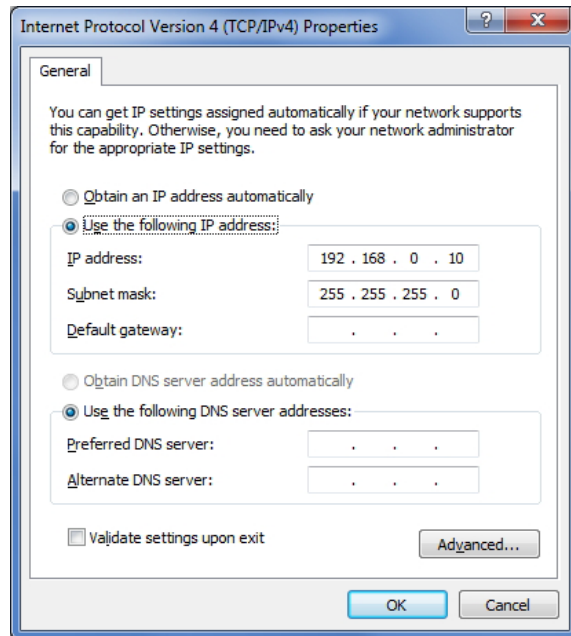 Internet Protocol Version 4 (TCP/IPv4) Properties
?
X
General
You can get IP settings assigned automatically if your network supports
this capability. Otherwise, you need to ask your network administrator
for the appropriate IP settings.
Obtain an IP address automatically
Use the following IP address:
IP address:
192 . 168 . 0 . 10
Subnet mask:
255 . 255 . 255 . 0
Default gateway:
. . .
Obtain DNS server address automatically
Use the following DNS server addresses:
Preferred DNS server:
. . .
Alternate DNS server:
. . .
Validate settings upon exit
Advanced...
OK
Cancel